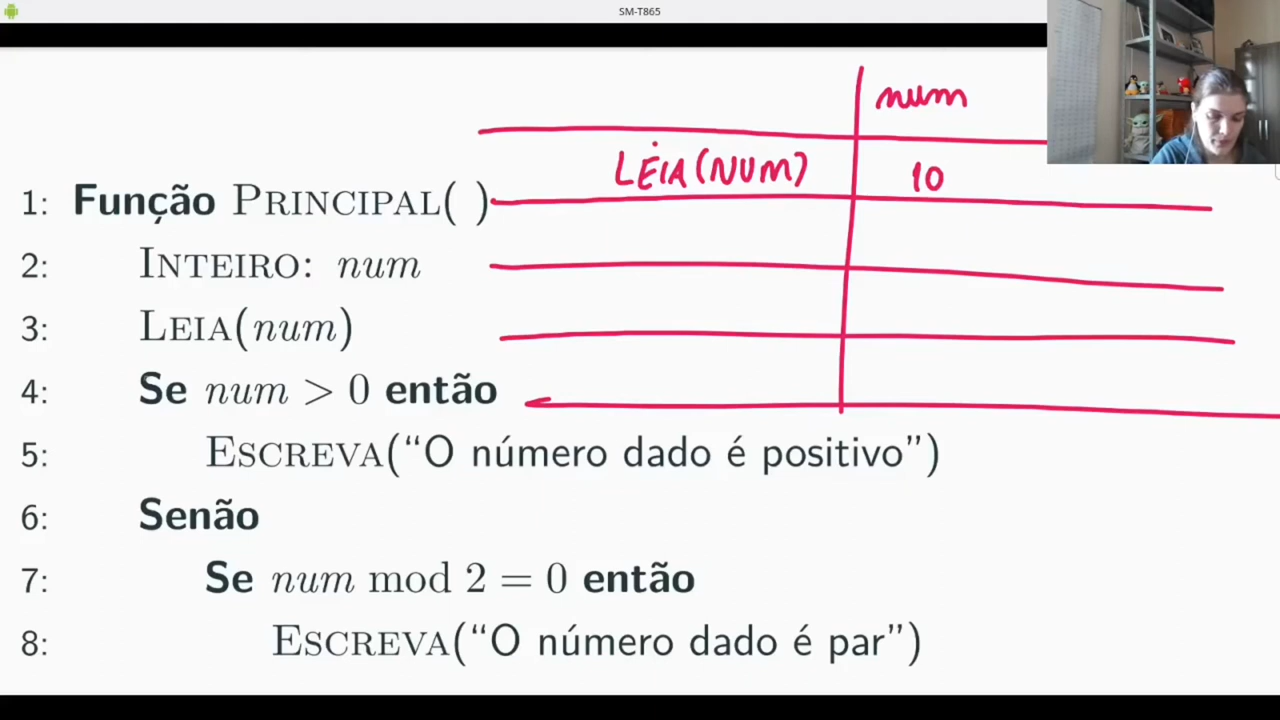 SM-T865
num
LEIA(NUM) 10
1: Função PRINCIPAL( )
2: INTEIRO: num
3: LEIA(num)
4: Se num > 0 então
5: ESCREVA(“O número dado é positivo”)
6: Senão
7: Se num mod 2 = 0 então
8: ESCREVA(“O número dado é par”)